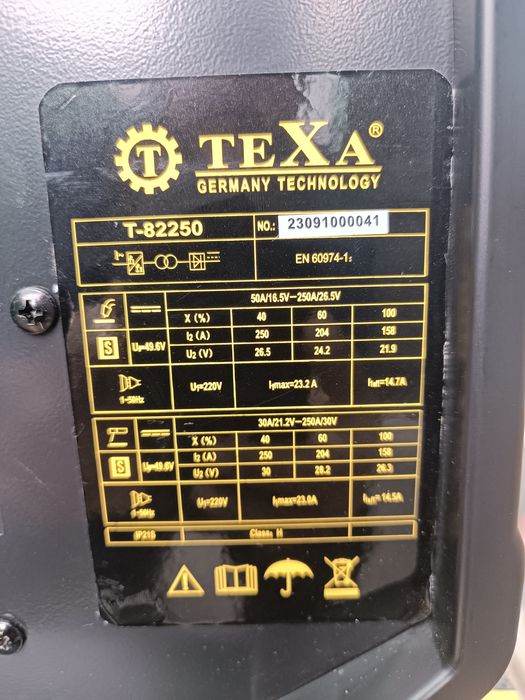 T TEXA®
GERMANY TECHNOLOGY
T-82250 NO.: 23091000041
EN 60974-1:
50A/16.5V–250A/26.5V
X (%) 40 60 100
S U₀=49.6V I₂ (A) 250 204 158
U₂ (V) 26.5 24.2 21.9
1~50Hz U₁=220V I₁max=23.2 A I₁eff=14.7A
30A/21.2V–250A/30V
X (%) 40 60 100
S U₀=49.6V I₂ (A) 250 204 158
U₂ (V) 30 28.2 26.3
1~50Hz U₁=220V I₁max=23.0A I₁eff=14.5A
IP21S Class: H